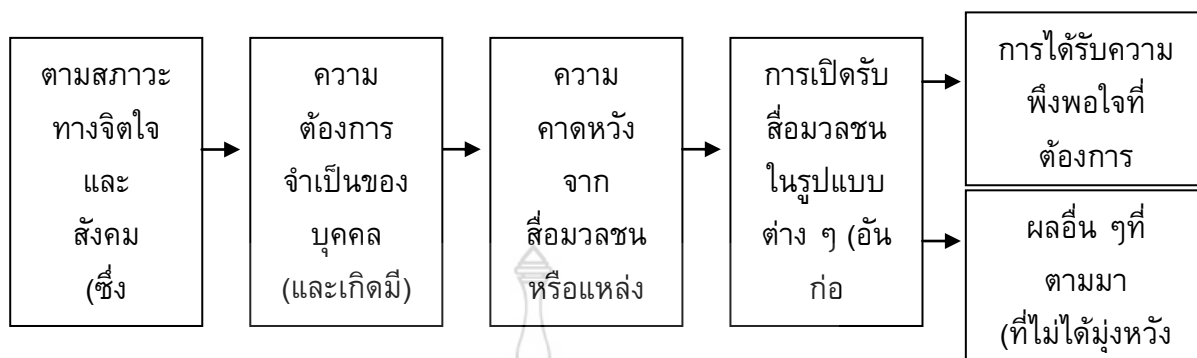 ตามสภาวะ
ทางจิตใจ
และ
สังคม
(ซึ่ง
ความ
ต้องการ
จำเป็นของ
บุคคล
(และเกิดมี)
ความ
คาดหวัง
จาก
สื่อมวลชน
หรือแหล่ง
การเปิดรับ
สื่อมวลชน
ในรูปแบบ
ต่าง ๆ (อัน
ก่อ
การได้รับความ
พึงพอใจที่
ต้องการ
ผลอื่น ๆที่
ตามมา
(ที่ไม่ได้มุ่งหวัง